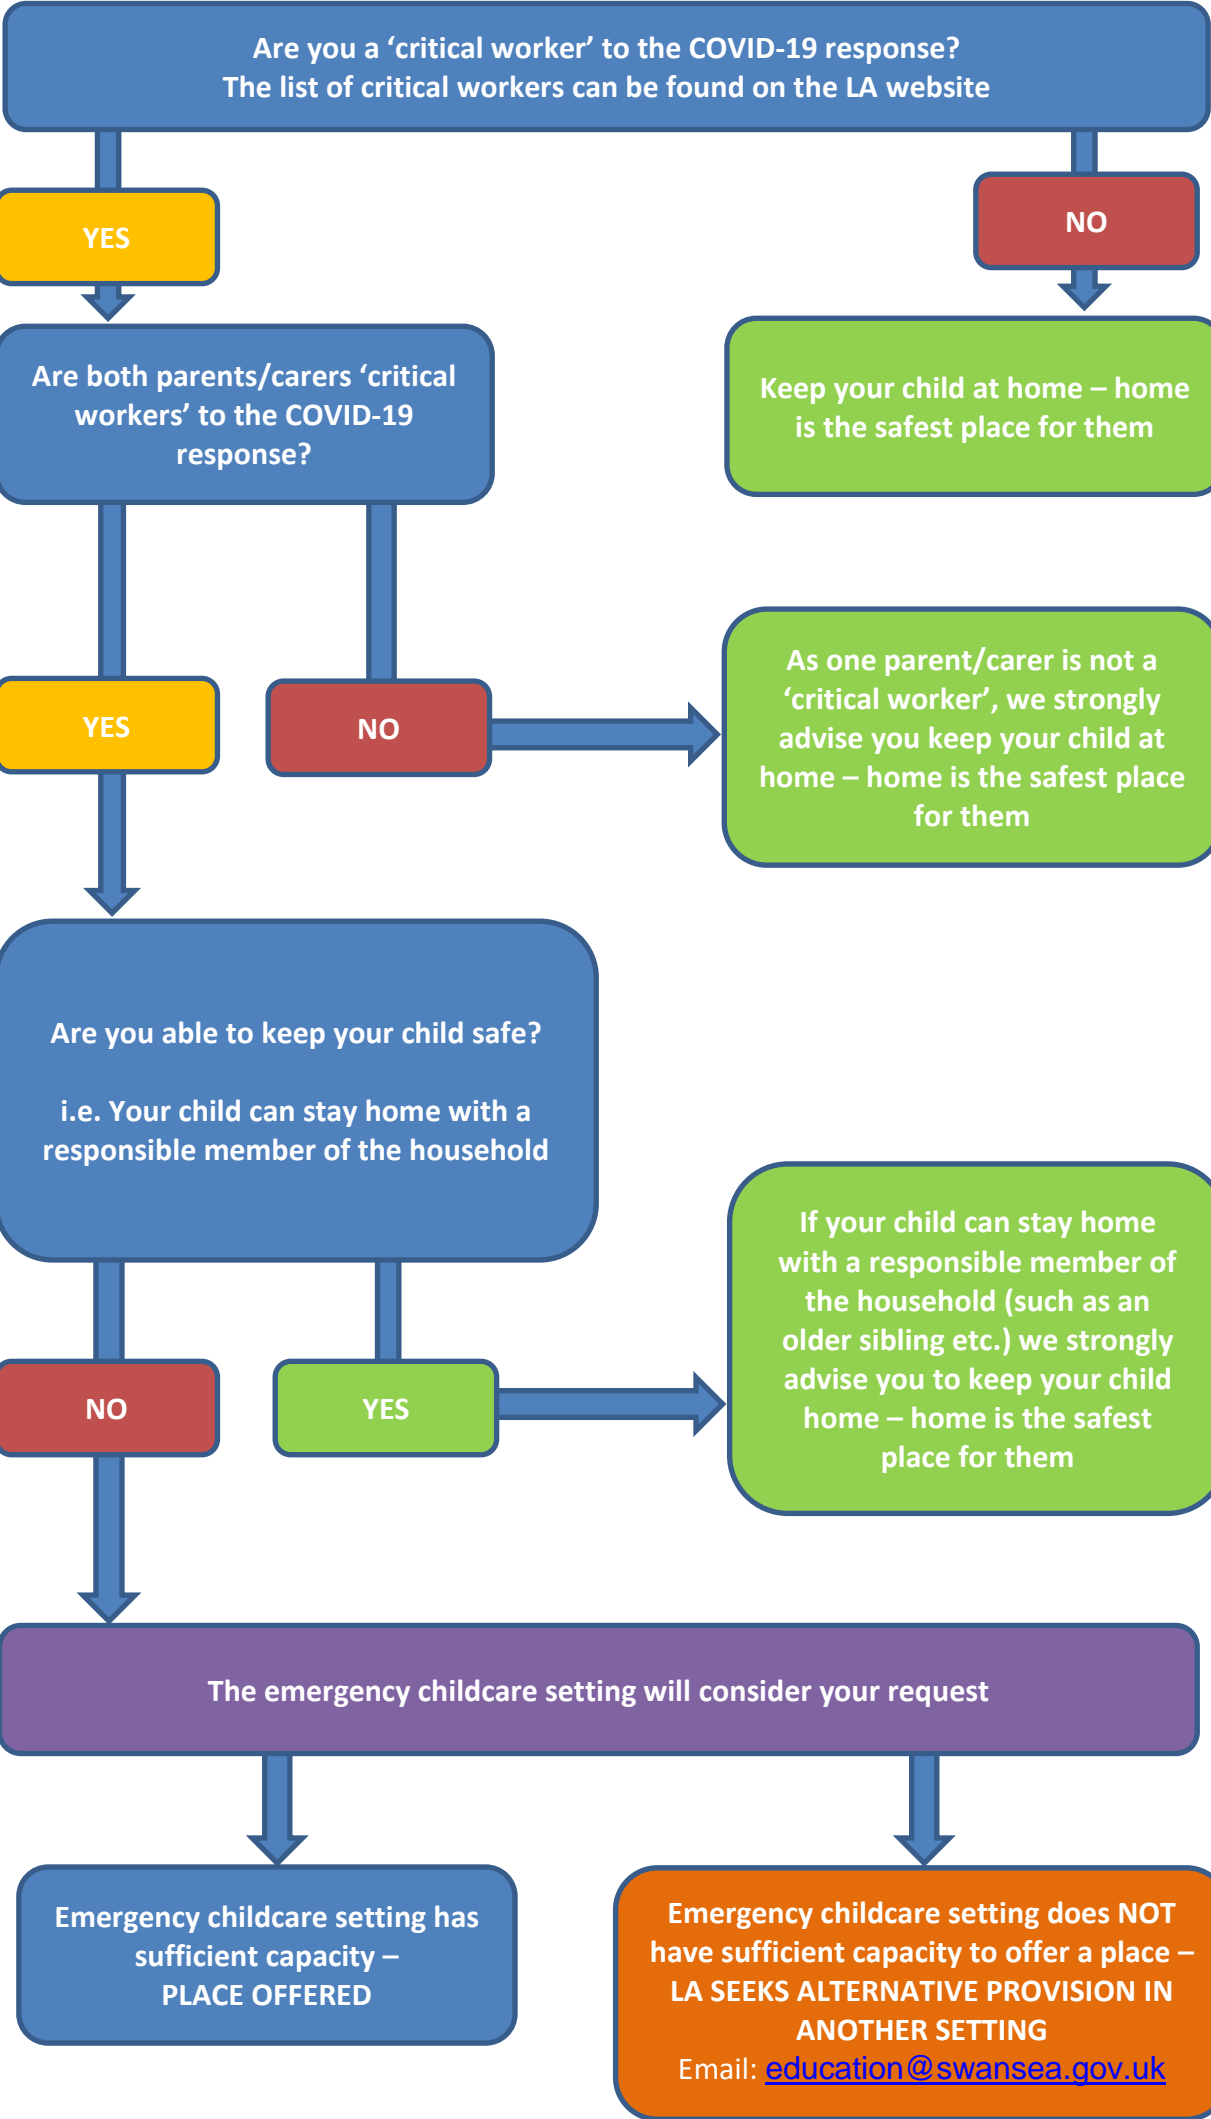 Are you a ‘critical worker’ to the COVID-19 response?
The list of critical workers can be found on the LA website
YES
NO
Are both parents/carers ‘critical
workers’ to the COVID-19
response?
Keep your child at home – home
is the safest place for them
YES
NO
As one parent/carer is not a
‘critical worker’, we strongly
advise you keep your child at
home – home is the safest place
for them
Are you able to keep your child safe?
i.e. Your child can stay home with a
responsible member of the household
NO
YES
If your child can stay home
with a responsible member of
the household (such as an
older sibling etc.) we strongly
advise you to keep your child
home – home is the safest
place for them
The emergency childcare setting will consider your request
Emergency childcare setting has
sufficient capacity –
PLACE OFFERED
Emergency childcare setting does NOT
have sufficient capacity to offer a place –
LA SEEKS ALTERNATIVE PROVISION IN
ANOTHER SETTING
Email: education@swansea.gov.uk